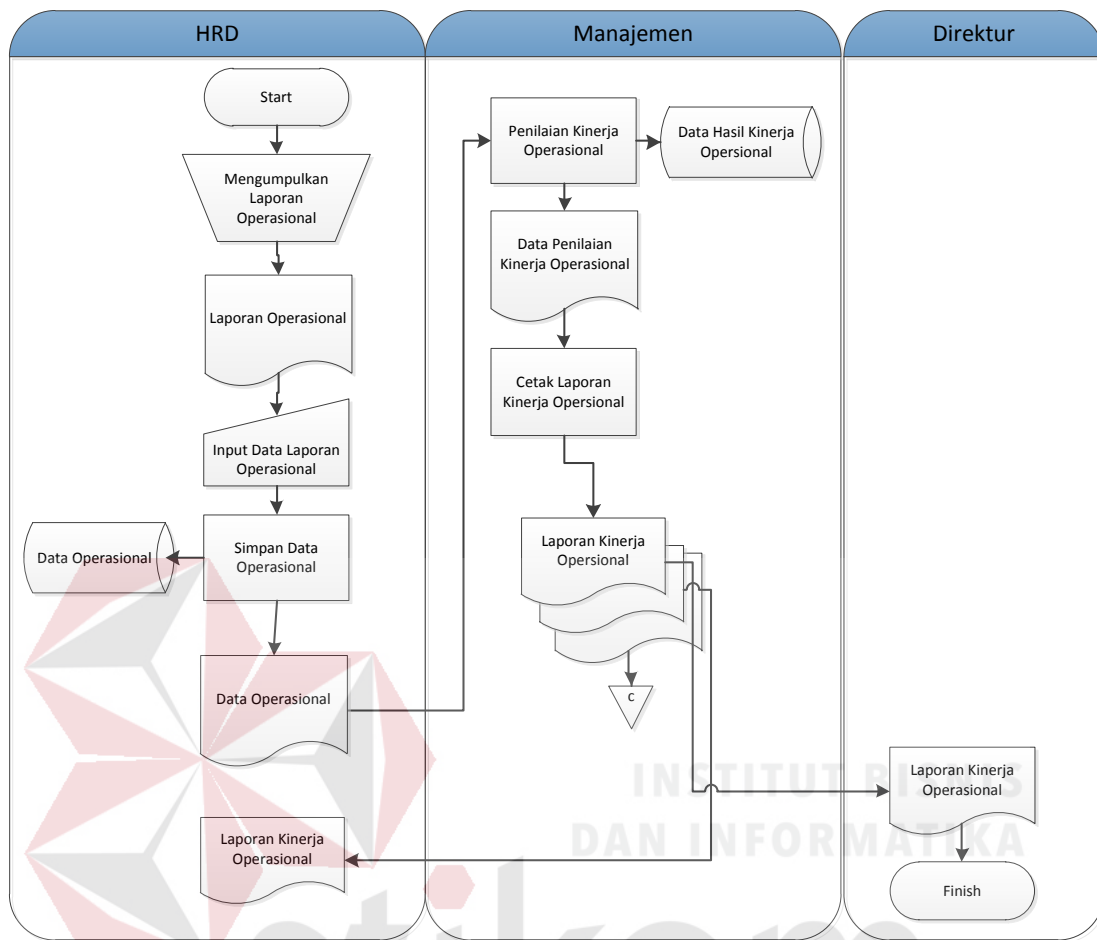 HRD
Manajemen
Direktur
Start
Mengumpulkan
Laporan
Operasional
Laporan Operasional
Input Data Laporan
Operasional
Simpan Data
Operasional
Data Operasional
Data Operasional
Laporan Kinerja
Operasional
Penilaian Kinerja
Operasional
Data Hasil Kinerja
Opersional
Data Penilaian
Kinerja Operasional
Cetak Laporan
Kinerja Opersional
Laporan Kinerja
Opersional
C
Laporan Kinerja
Operasional
Finish
INSTITUT BISNIS
DAN INFORMATIKA
stikom